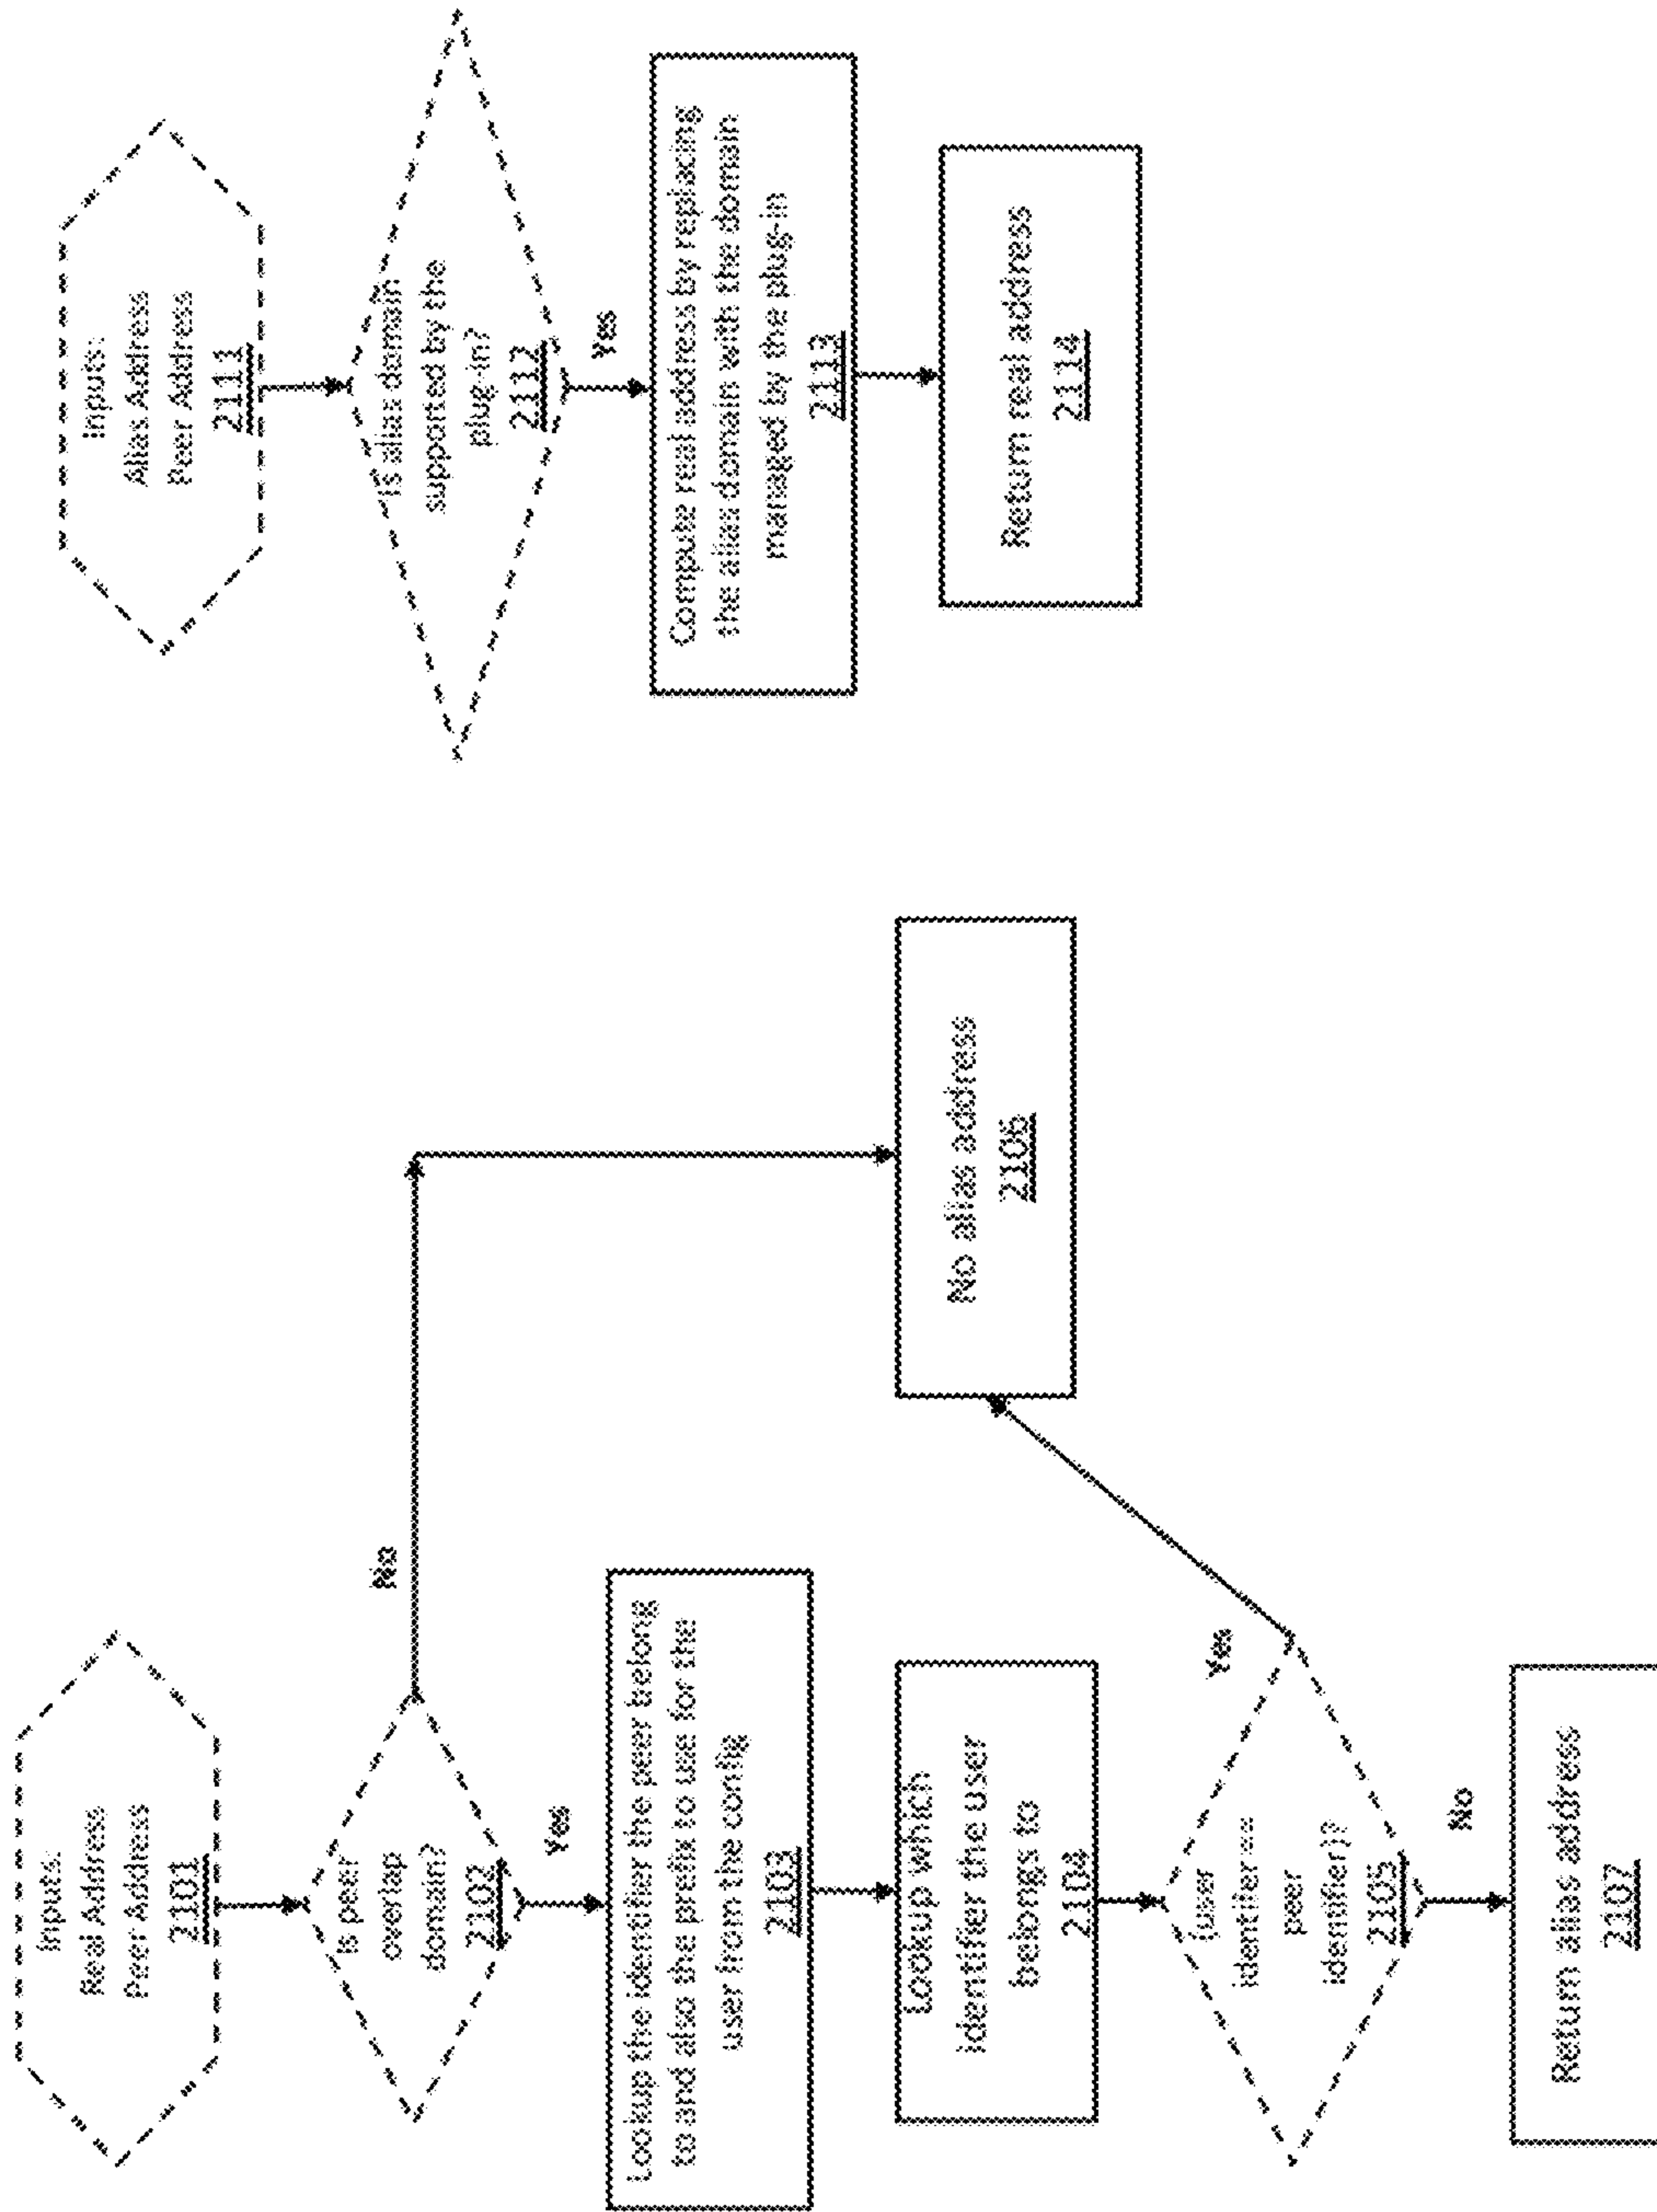 Inputs:
Real Address
Peer Address
2101
Is peer
overlap
domain?
2102
No
Yes
Lookup the identifier the peer belong
to and also the prefix to use for the
user from the config
2103
Lookup which
identifier the user
belongs to
2104
(user
identifier==
peer
identifier)?
2105
Yes
No
No alias address
2106
Return alias address
2107
Inputs:
Alias Address
Peer Address
2111
Is alias domain
supported by the
plug-in?
2112
Yes
Compute real address by replacing
the alias domain with the domain
managed by the plug-in
2113
Return real address
2114